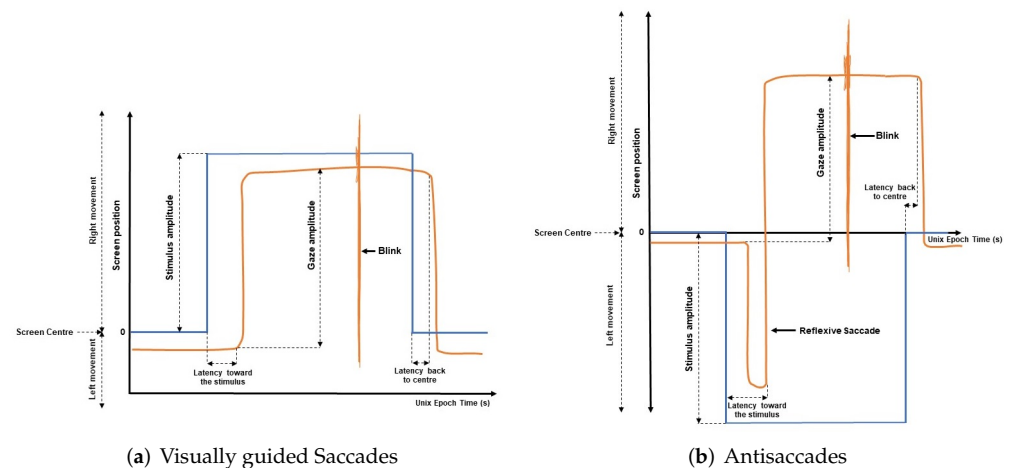 Right movement
Left movement
Screen position
Screen Centre
0
Stimulus amplitude
Gaze amplitude
Blink
Latency toward
the stimulus
Latency back
to centre
Unix Epoch Time (s)
(a) Visually guided Saccades
Right movement
Left movement
Screen position
Screen Centre
0
Gaze amplitude
Blink
Latency back
to centre
Unix Epoch Time (s)
Stimulus amplitude
Reflexive Saccade
Latency toward
the stimulus
(b) Antisaccades